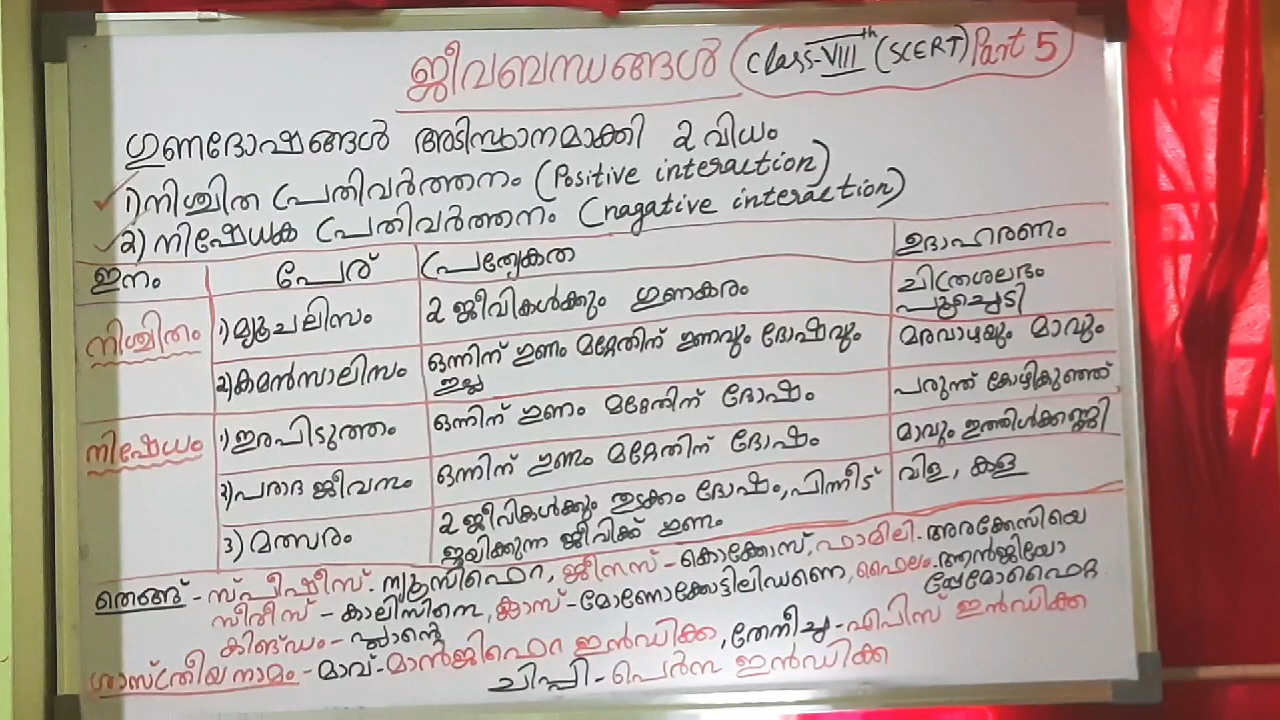 ജീവബന്ധങ്ങൾ Class-VIIIth (SCERT) Part 5
ഗുണദോഷങ്ങൾ അടിസ്ഥാനമാക്കി 2 വിധം
1) നിശ്ചിത പ്രതിവർത്തനം (Positive interaction)
2) നിഷേധക പ്രതിവർത്തനം (nagative interaction)
ഇനം പേര് പ്രത്യേകത ഉദാഹരണം
നിശ്ചിതം 1) മ്യൂച്വലിസം 2 ജീവികൾക്കും ഗുണകരം ചിത്രശലഭം പൂച്ചെടി
2) കമൻസാലിസം ഒന്നിന് ഗുണം മറ്റേതിന് ഗുണവും ദോഷവും ഇല്ല മരവാഴയും മാവും
നിഷേധം 1) ഇരപിടുത്തം ഒന്നിന് ഗുണം മറ്റേതിന് ദോഷം പരുന്ത് കോഴികുഞ്ഞ്
2) പരാദ ജീവനം ഒന്നിന് ഗുണം മറ്റേതിന് ദോഷം മാവും ഇത്തിൾക്കണ്ണി
3) മത്സരം 2 ജീവികൾക്കും തുടക്കം ദോഷം, പിന്നീട് ജയിക്കുന്ന ജീവിക്ക് ഗുണം വിള, കള
തെങ്ങ് - സ്പീഷീസ്. ന്യൂസിഫെറ, ജീനസ് - കൊക്കോസ്, ഫാമിലി. അരക്കേസിയെ
സീരീസ് - കാലിസിനെ, ക്ലാസ് - മോണോക്കോട്ടിലിഡണെ, ഫൈലം. ആൻജിയോ
കിങ്ഡം - പ്ലാന്റെ സ്പേമോഫൈറ്റ
ശാസ്ത്രീയ നാമം - മാവ് - മാൻജിഫെറ ഇൻഡിക്ക, തേനീച്ച - എപിസ് ഇൻഡിക്ക
ചിപ്പി - പെർന ഇൻഡിക്ക